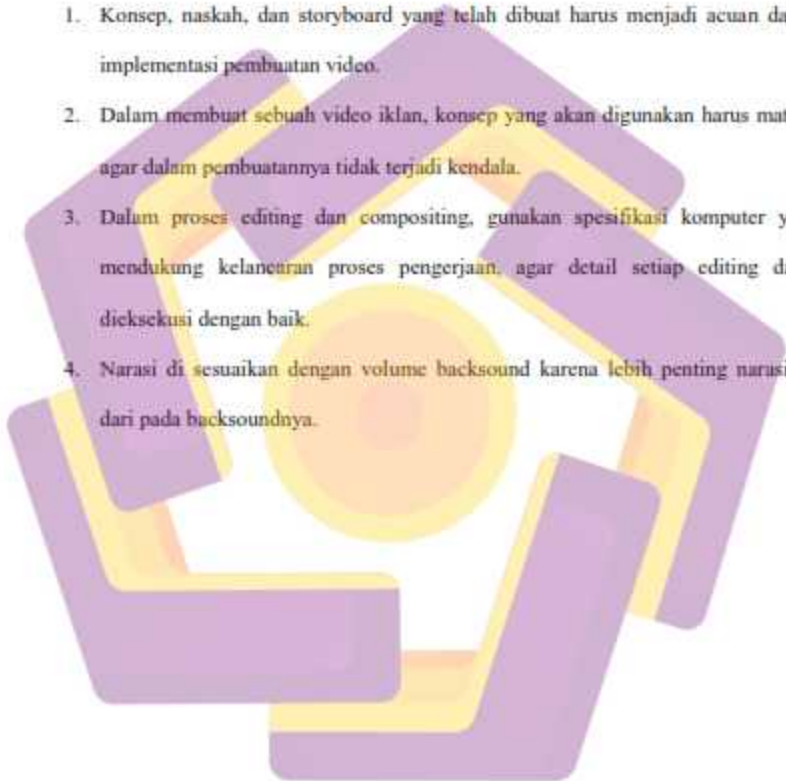 1. Konsep, naskah, dan storyboard yang telah dibuat harus menjadi acuan da
implementasi pembuatan video.
2. Dalam membuat sebuah video iklan, konsep yang akan digunakan harus mat
agar dalam pembuatannya tidak terjadi kendala.
3. Dalam proses editing dan compositing, gunakan spesifikasi komputer y
mendukung kelancaran proses pengerjaan, agar detail setiap editing d
dieksekusi dengan baik.
4. Narasi di sesuaikan dengan volume backsound karena lebih penting narasi
dari pada backsoundnya.